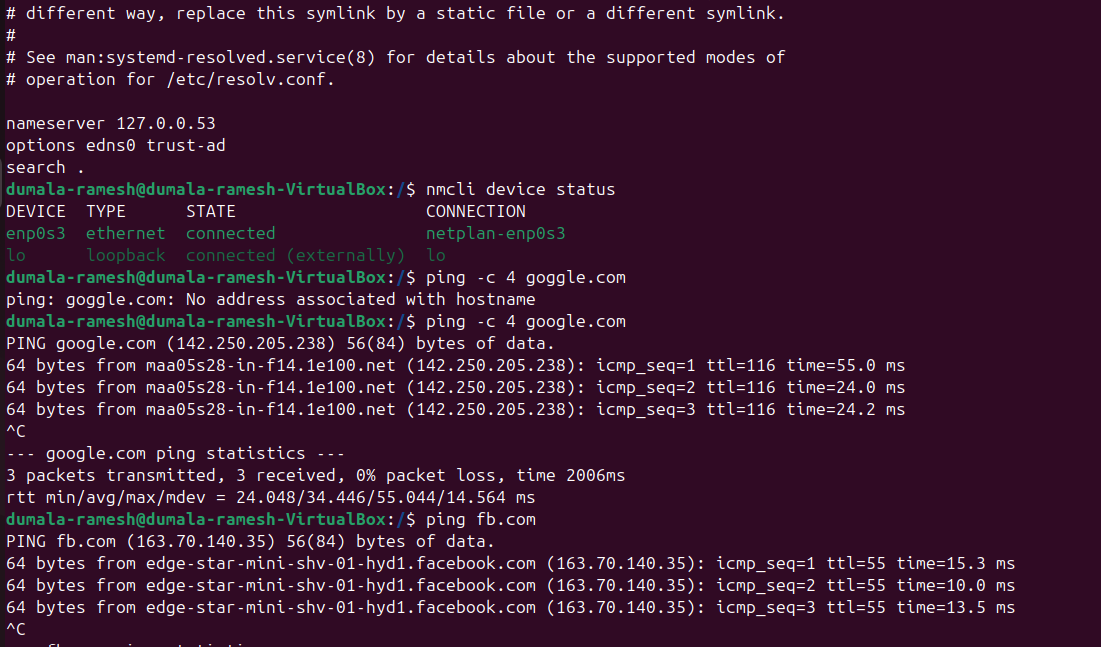 # different way, replace this symlink by a static file or a different symlink.
#
# See man:systemd-resolved.service(8) for details about the supported modes of
# operation for /etc/resolv.conf.
nameserver 127.0.0.53
options edns0 trust-ad
search .
dumala-ramesh@dumala-ramesh-VirtualBox:/$ nmcli device status
DEVICE  TYPE      STATE                   CONNECTION
enp0s3  ethernet  connected               netplan-enp0s3
lo      loopback  connected (externally)  lo
dumala-ramesh@dumala-ramesh-VirtualBox:/$ ping -c 4 goggle.com
ping: goggle.com: No address associated with hostname
dumala-ramesh@dumala-ramesh-VirtualBox:/$ ping -c 4 google.com
PING google.com (142.250.205.238) 56(84) bytes of data.
64 bytes from maa05s28-in-f14.1e100.net (142.250.205.238): icmp_seq=1 ttl=116 time=55.0 ms
64 bytes from maa05s28-in-f14.1e100.net (142.250.205.238): icmp_seq=2 ttl=116 time=24.0 ms
64 bytes from maa05s28-in-f14.1e100.net (142.250.205.238): icmp_seq=3 ttl=116 time=24.2 ms
^C
--- google.com ping statistics ---
3 packets transmitted, 3 received, 0% packet loss, time 2006ms
rtt min/avg/max/mdev = 24.048/34.446/55.044/14.564 ms
dumala-ramesh@dumala-ramesh-VirtualBox:/$ ping fb.com
PING fb.com (163.70.140.35) 56(84) bytes of data.
64 bytes from edge-star-mini-shv-01-hyd1.facebook.com (163.70.140.35): icmp_seq=1 ttl=55 time=15.3 ms
64 bytes from edge-star-mini-shv-01-hyd1.facebook.com (163.70.140.35): icmp_seq=2 ttl=55 time=10.0 ms
64 bytes from edge-star-mini-shv-01-hyd1.facebook.com (163.70.140.35): icmp_seq=3 ttl=55 time=13.5 ms
^C